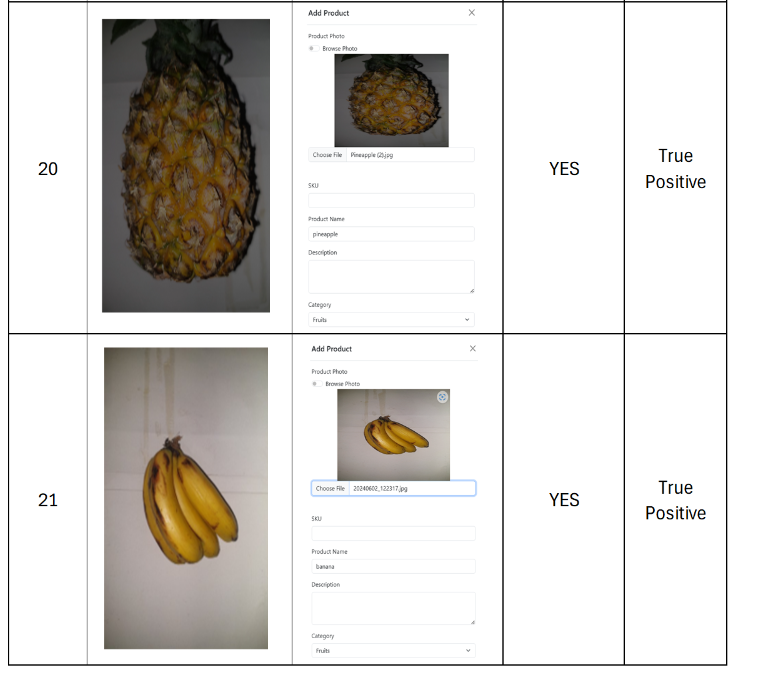 20
Add Product
Product Photo
Browse Photo
Choose File Pineapple (2).jpg
SKU
Product Name
pineapple
Description
Category
Fruits
YES
True
Positive
21
Add Product
Product Photo
Browse Photo
Choose File 20240602_122317.jpg
SKU
Product Name
banana
Description
Category
Fruits
YES
True
Positive